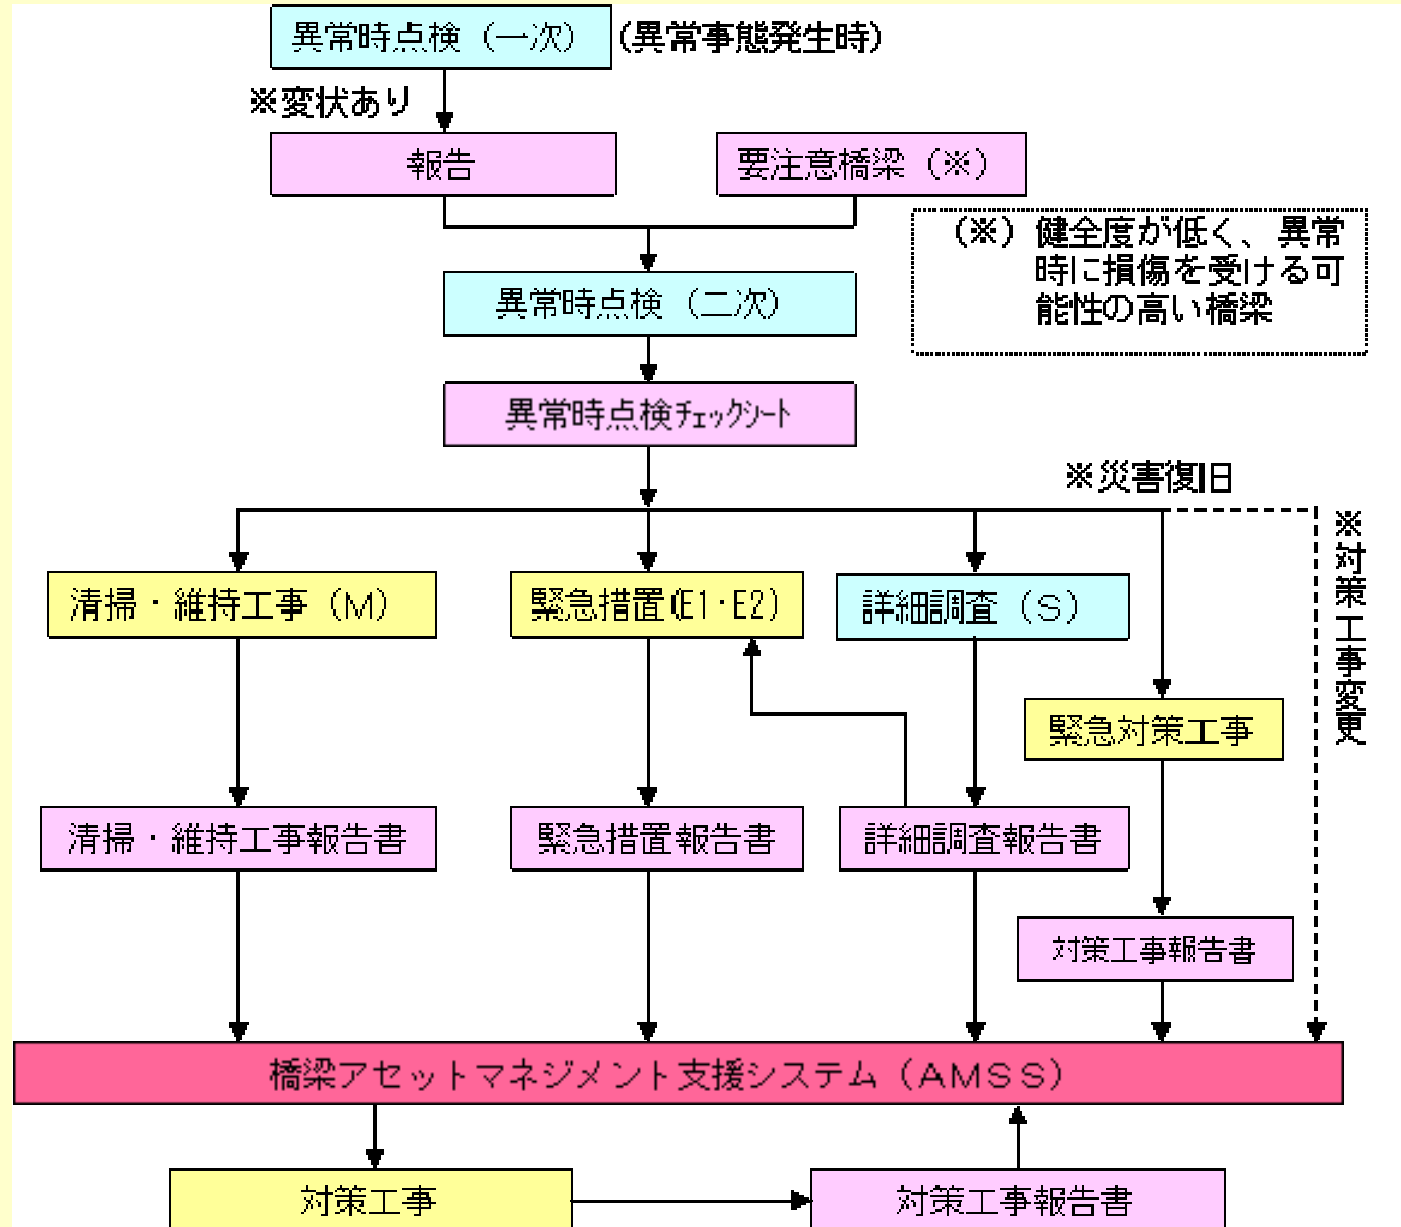 異常時点検（一次）
(異常事態発生時)
※変状あり
報告
要注意橋梁（※）
（※）健全度が低く、異常
時に損傷を受ける可
能性の高い橋梁
異常時点検（二次）
異常時点検ﾁｪｯｸｼｰﾄ
※災害復旧
※対策工事変更
清掃・維持工事（Ｍ）
緊急措置(E1･E2)
詳細調査（Ｓ）
緊急対策工事
清掃・維持工事報告書
緊急措置報告書
詳細調査報告書
対策工事報告書
橋梁アセットマネジメント支援システム（ＡＭＳＳ）
対策工事
対策工事報告書